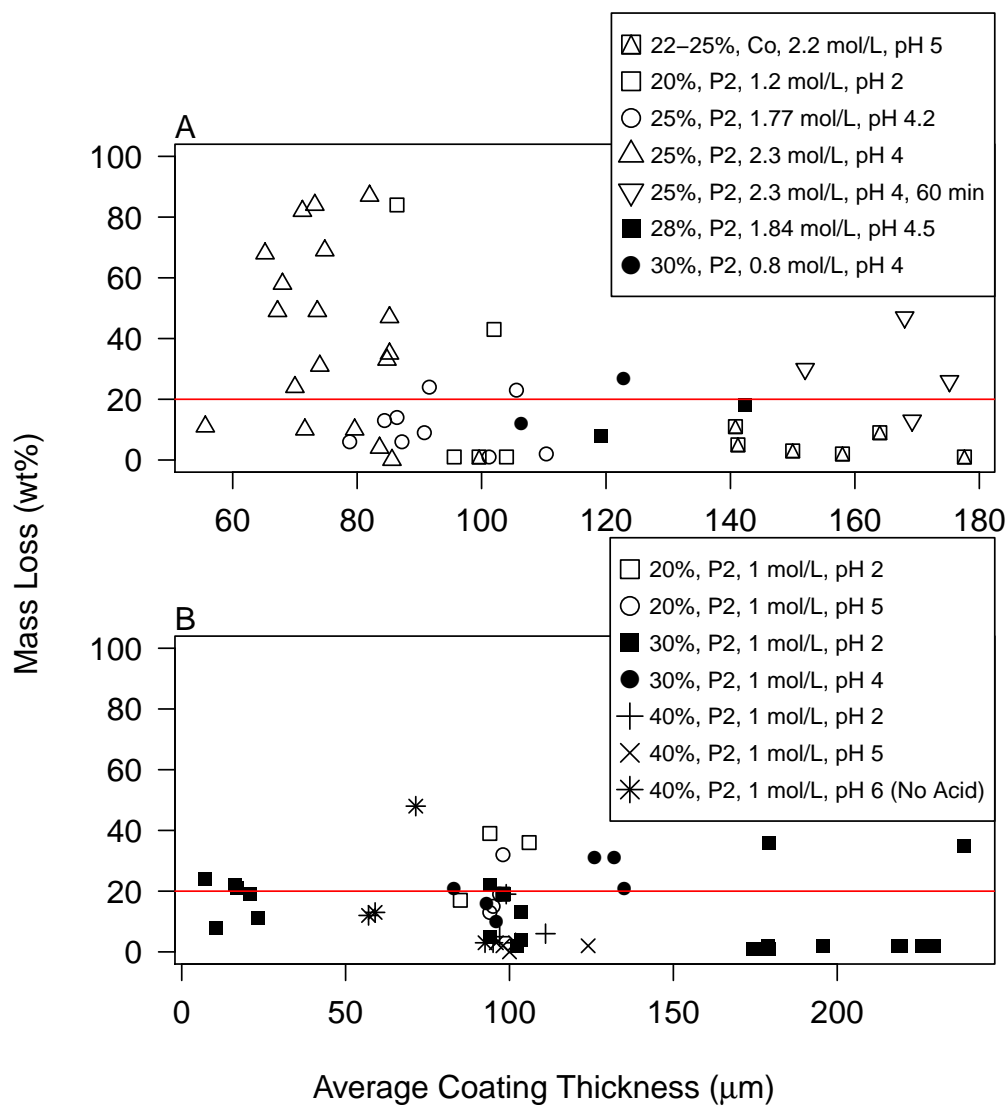 22–25%, Co, 2.2 mol/L, pH 5
20%, P2, 1.2 mol/L, pH 2
25%, P2, 1.77 mol/L, pH 4.2
25%, P2, 2.3 mol/L, pH 4
25%, P2, 2.3 mol/L, pH 4, 60 min
28%, P2, 1.84 mol/L, pH 4.5
30%, P2, 0.8 mol/L, pH 4
A
100
80
60
40
20
0
60 80 100 120 140 160 180
Mass Loss (wt%)
20%, P2, 1 mol/L, pH 2
20%, P2, 1 mol/L, pH 5
30%, P2, 1 mol/L, pH 2
30%, P2, 1 mol/L, pH 4
40%, P2, 1 mol/L, pH 2
40%, P2, 1 mol/L, pH 5
40%, P2, 1 mol/L, pH 6 (No Acid)
B
100
80
60
40
20
0
0 50 100 150 200
Average Coating Thickness (μm)